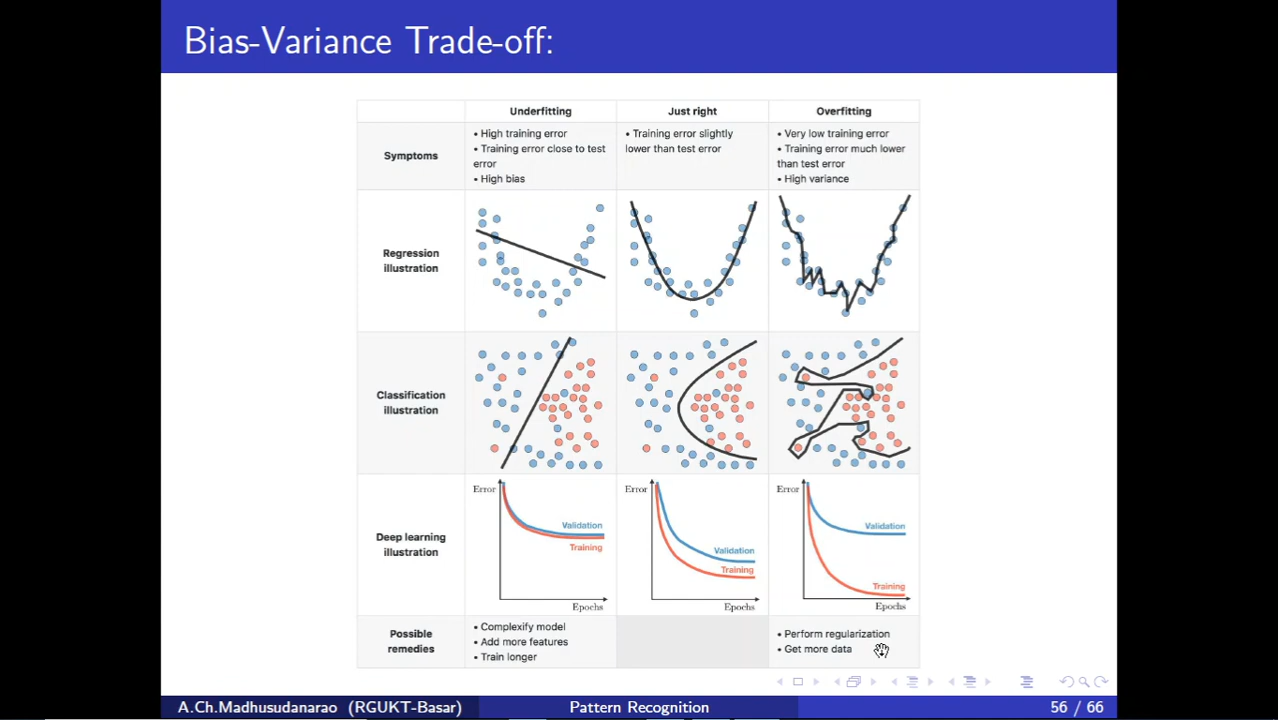 Bias-Variance Trade-off:
Underfitting
Just right
Overfitting
Symptoms
• High training error
• Training error close to test
error
• High bias
• Training error slightly
lower than test error
• Very low training error
• Training error much lower
than test error
• High variance
Regression
illustration
Classification
illustration
Deep learning
illustration
Error
Validation
Training
Epochs
Error
Validation
Training
Epochs
Error
Validation
Training
Epochs
Possible
remedies
• Complexify model
• Add more features
• Train longer
• Perform regularization
• Get more data
A.Ch.Madhusudanarao (RGUKT-Basar)
Pattern Recognition
56 / 66